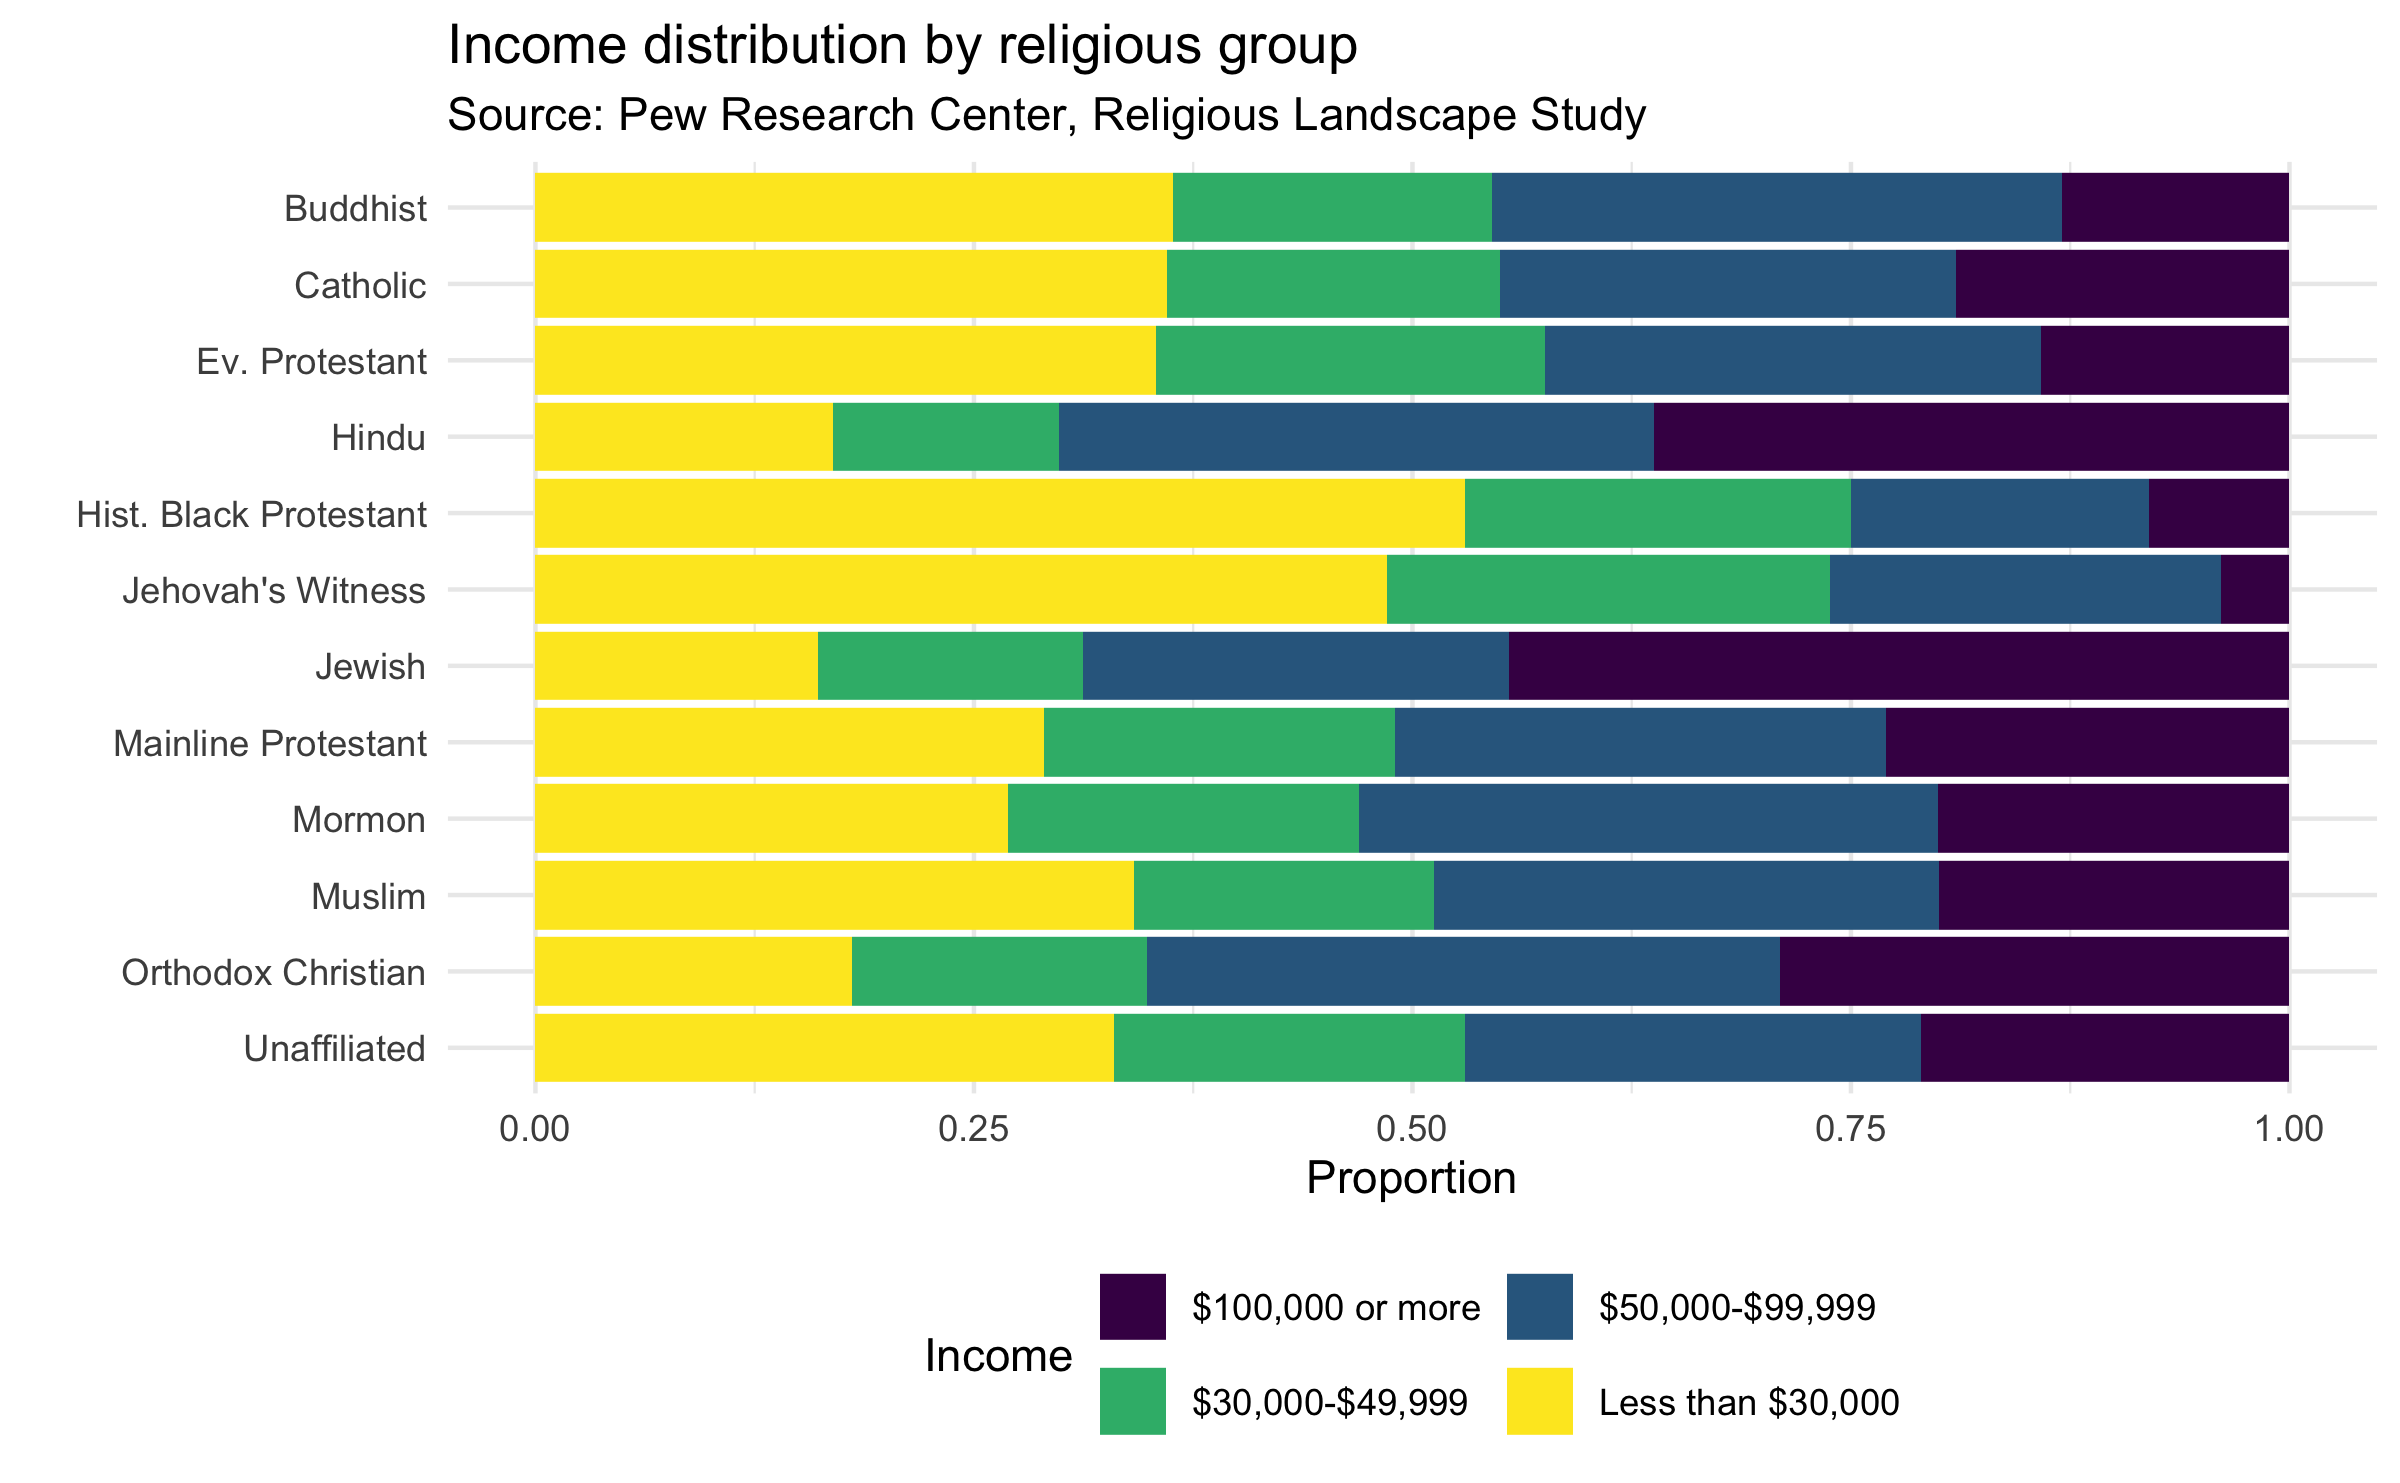 Income distribution by religious group
Source: Pew Research Center, Religious Landscape Study
Buddhist
Catholic
Ev. Protestant
Hindu
Hist. Black Protestant
Jehovah's Witness
Jewish
Mainline Protestant
Mormon
Muslim
Orthodox Christian
Unaffiliated
0.00 0.25 0.50 0.75 1.00
Proportion
Income
$100,000 or more $50,000-$99,999
$30,000-$49,999 Less than $30,000